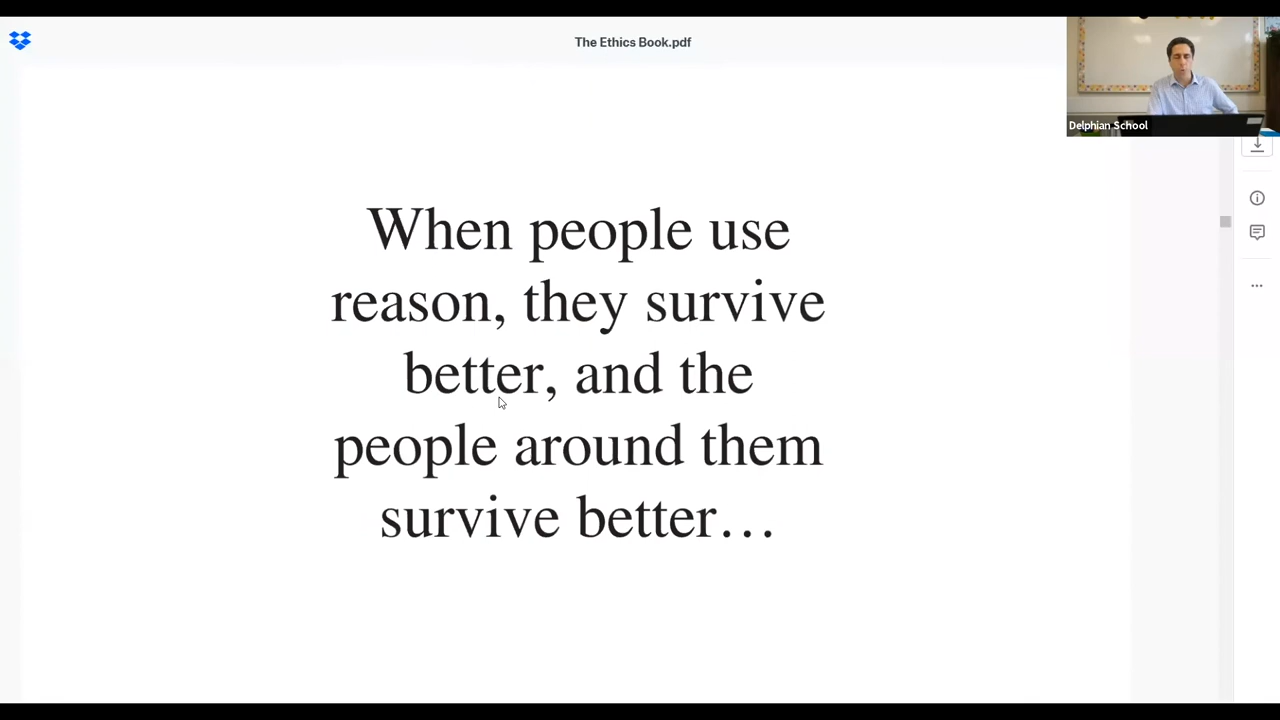 The Ethics Book.pdf
Delphian School
When people use
reason, they survive
better, and the
people around them
survive better…